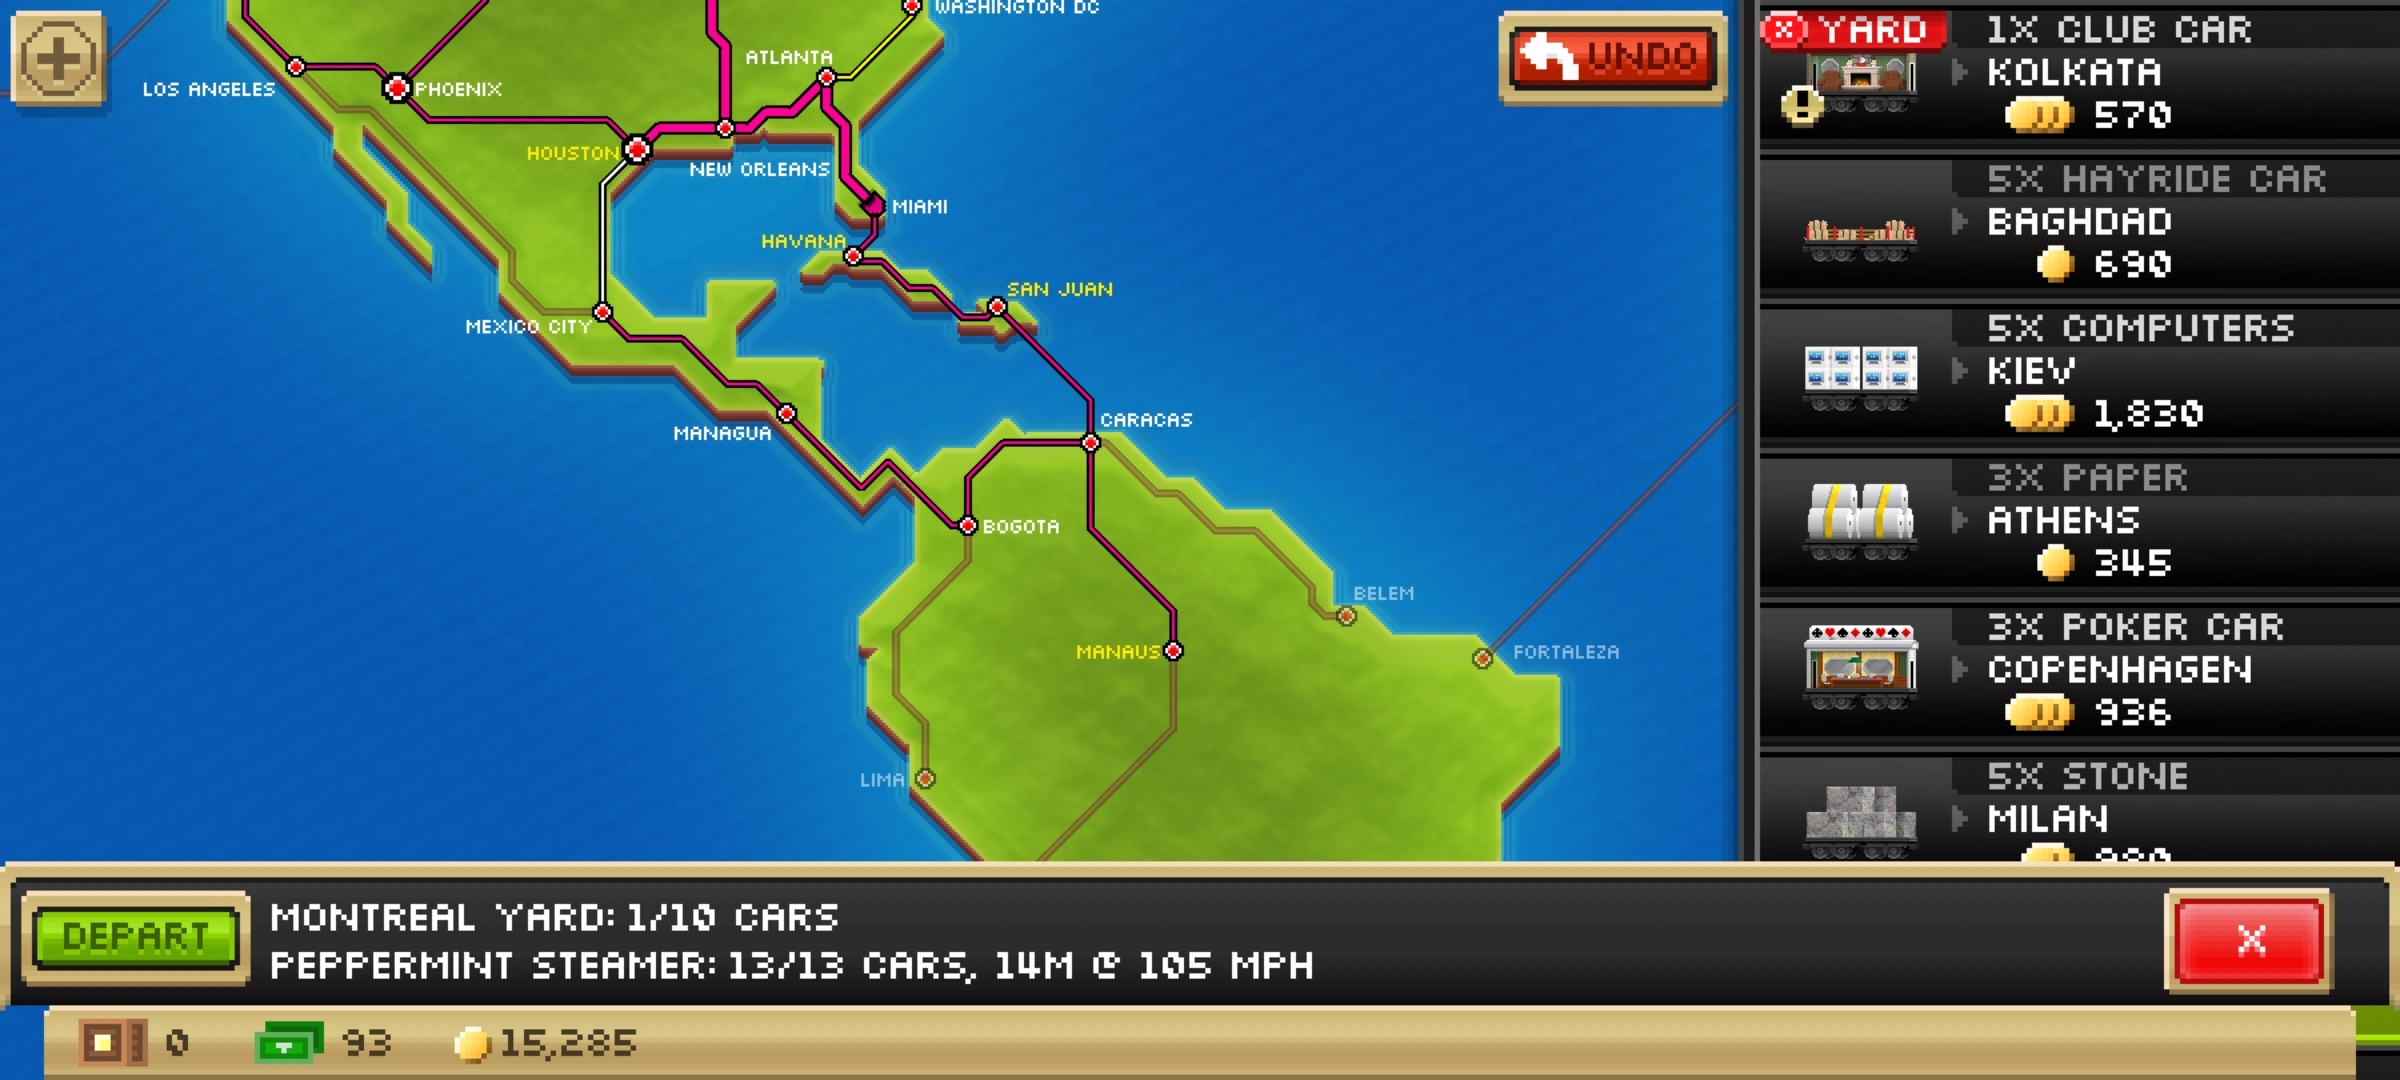 WASHINGTON DC
UNDO
ATLANTA
LOS ANGELES
PHOENIX
HOUSTON
NEW ORLEANS
MIAMI
HAVANA
SAN JUAN
MEXICO CITY
MANAGUA
CARACAS
BOGOTA
BELEM
MANAUS
FORTALEZA
LIMA
YARD
1X CLUB CAR
KOLKATA
570
5X HAYRIDE CAR
BAGHDAD
690
5X COMPUTERS
KIEV
1,830
3X PAPER
ATHENS
345
3X POKER CAR
COPENHAGEN
936
5X STONE
MILAN
DEPART
MONTREAL YARD: 1/10 CARS
PEPPERMINT STEAMER: 13/13 CARS, 14M @ 105 MPH
X
0
93
15,285